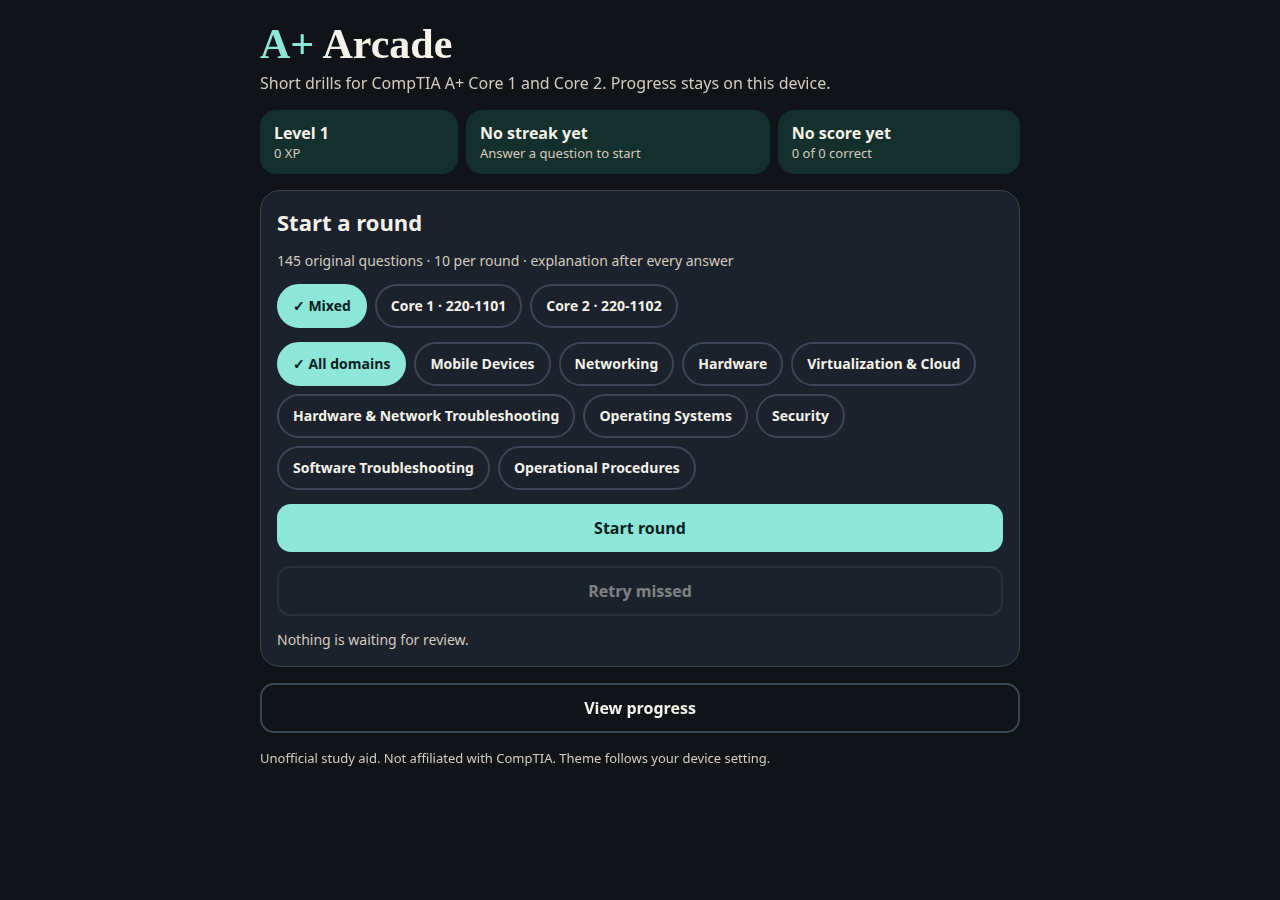 A+ Arcade
Short drills for CompTIA A+ Core 1 and Core 2. Progress stays on this device.
Level 1
0 XP
No streak yet
Answer a question to start
No score yet
0 of 0 correct
Start a round
145 original questions · 10 per round · explanation after every answer
✓ Mixed
Core 1 · 220-1101
Core 2 · 220-1102
✓ All domains
Mobile Devices
Networking
Hardware
Virtualization & Cloud
Hardware & Network Troubleshooting
Operating Systems
Security
Software Troubleshooting
Operational Procedures
Start round
Retry missed
Nothing is waiting for review.
View progress
Unofficial study aid. Not affiliated with CompTIA. Theme follows your device setting.